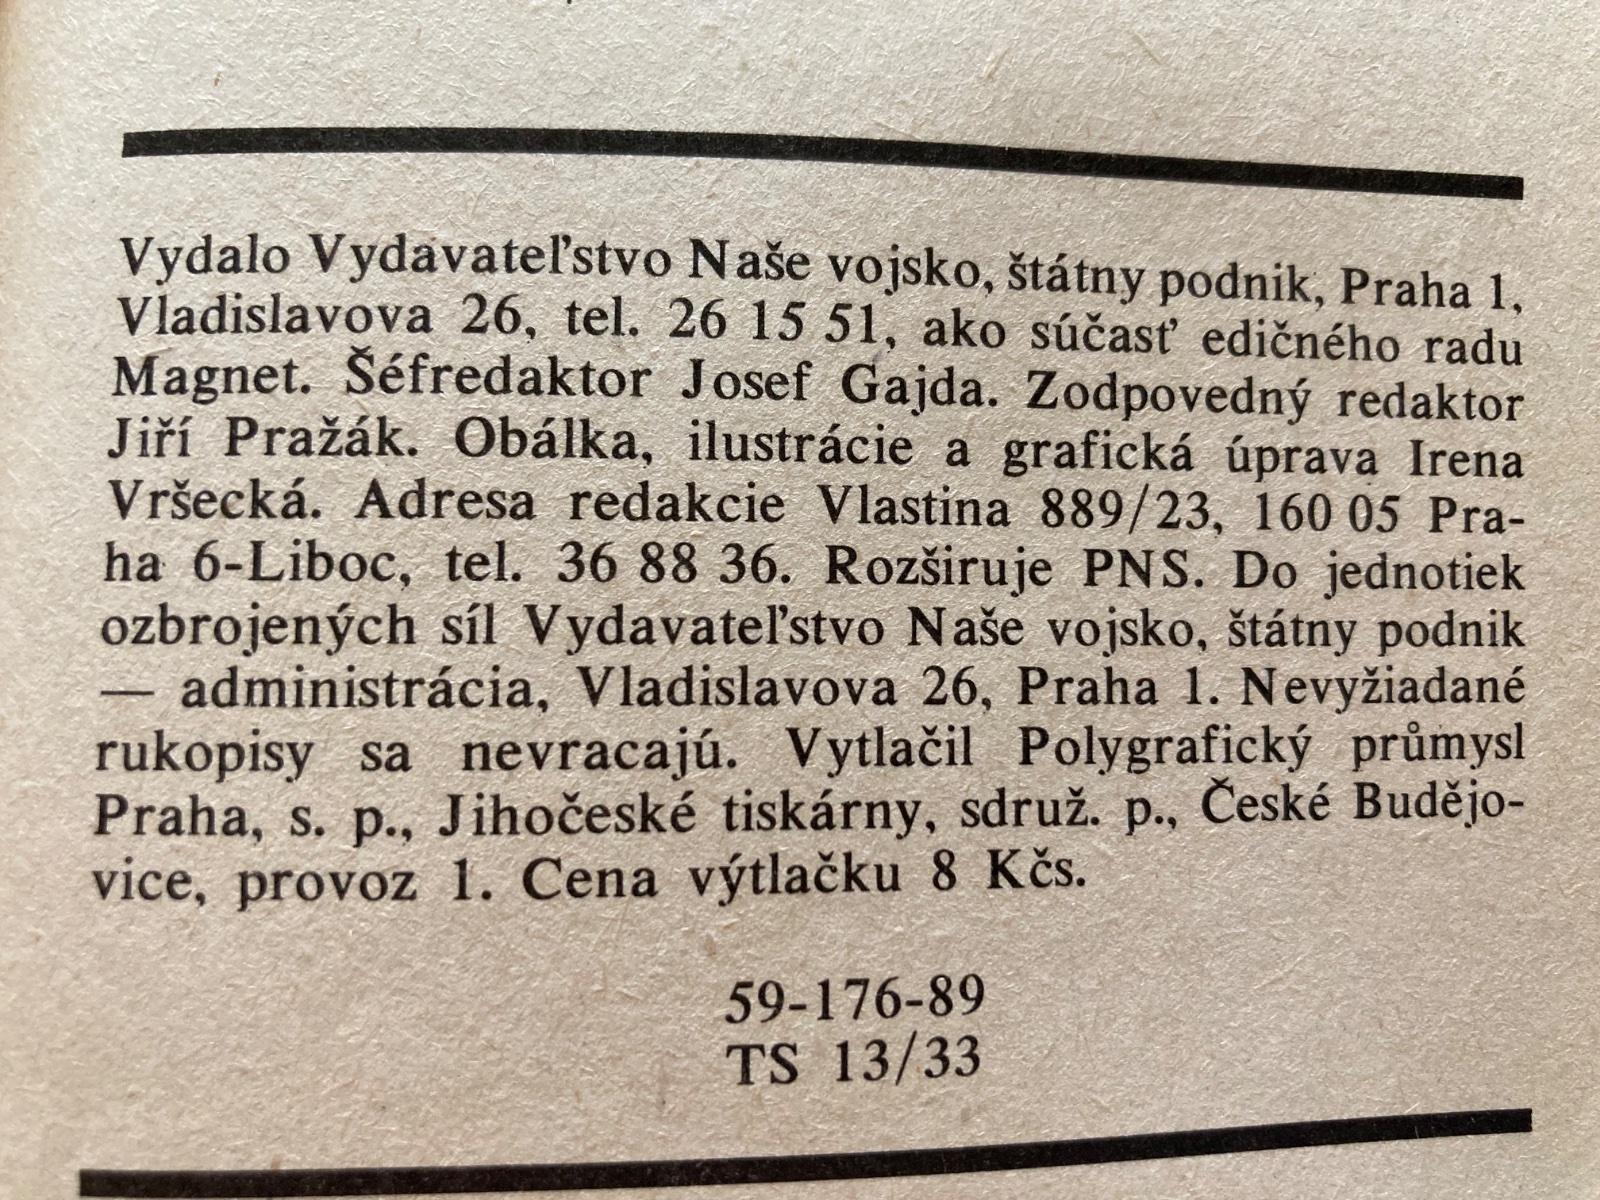 Vydalo Vydavateľstvo Naše vojsko, štátny podnik, Praha 1,
Vladislavova 26, tel. 26 15 51, ako súčasť edičného radu
Magnet. Šéfredaktor Josef Gajda. Zodpovedný redaktor
Jiří Pražák. Obálka, ilustrácie a grafická úprava Irena
Vršecká. Adresa redakcie Vlastina 889/23, 160 05 Pra-
ha 6-Liboc, tel. 36 88 36. Rozširuje PNS. Do jednotiek
ozbrojených síl Vydavateľstvo Naše vojsko, štátny podnik
— administrácia, Vladislavova 26, Praha 1. Nevyžiadané
rukopisy sa nevracajú. Vytlačil Polygrafický průmysl
Praha, s. p., Jihočeské tiskárny, sdruž. p., České Budějo-
vice, provoz 1. Cena výtlačku 8 Kčs.
59-176-89
TS 13/33